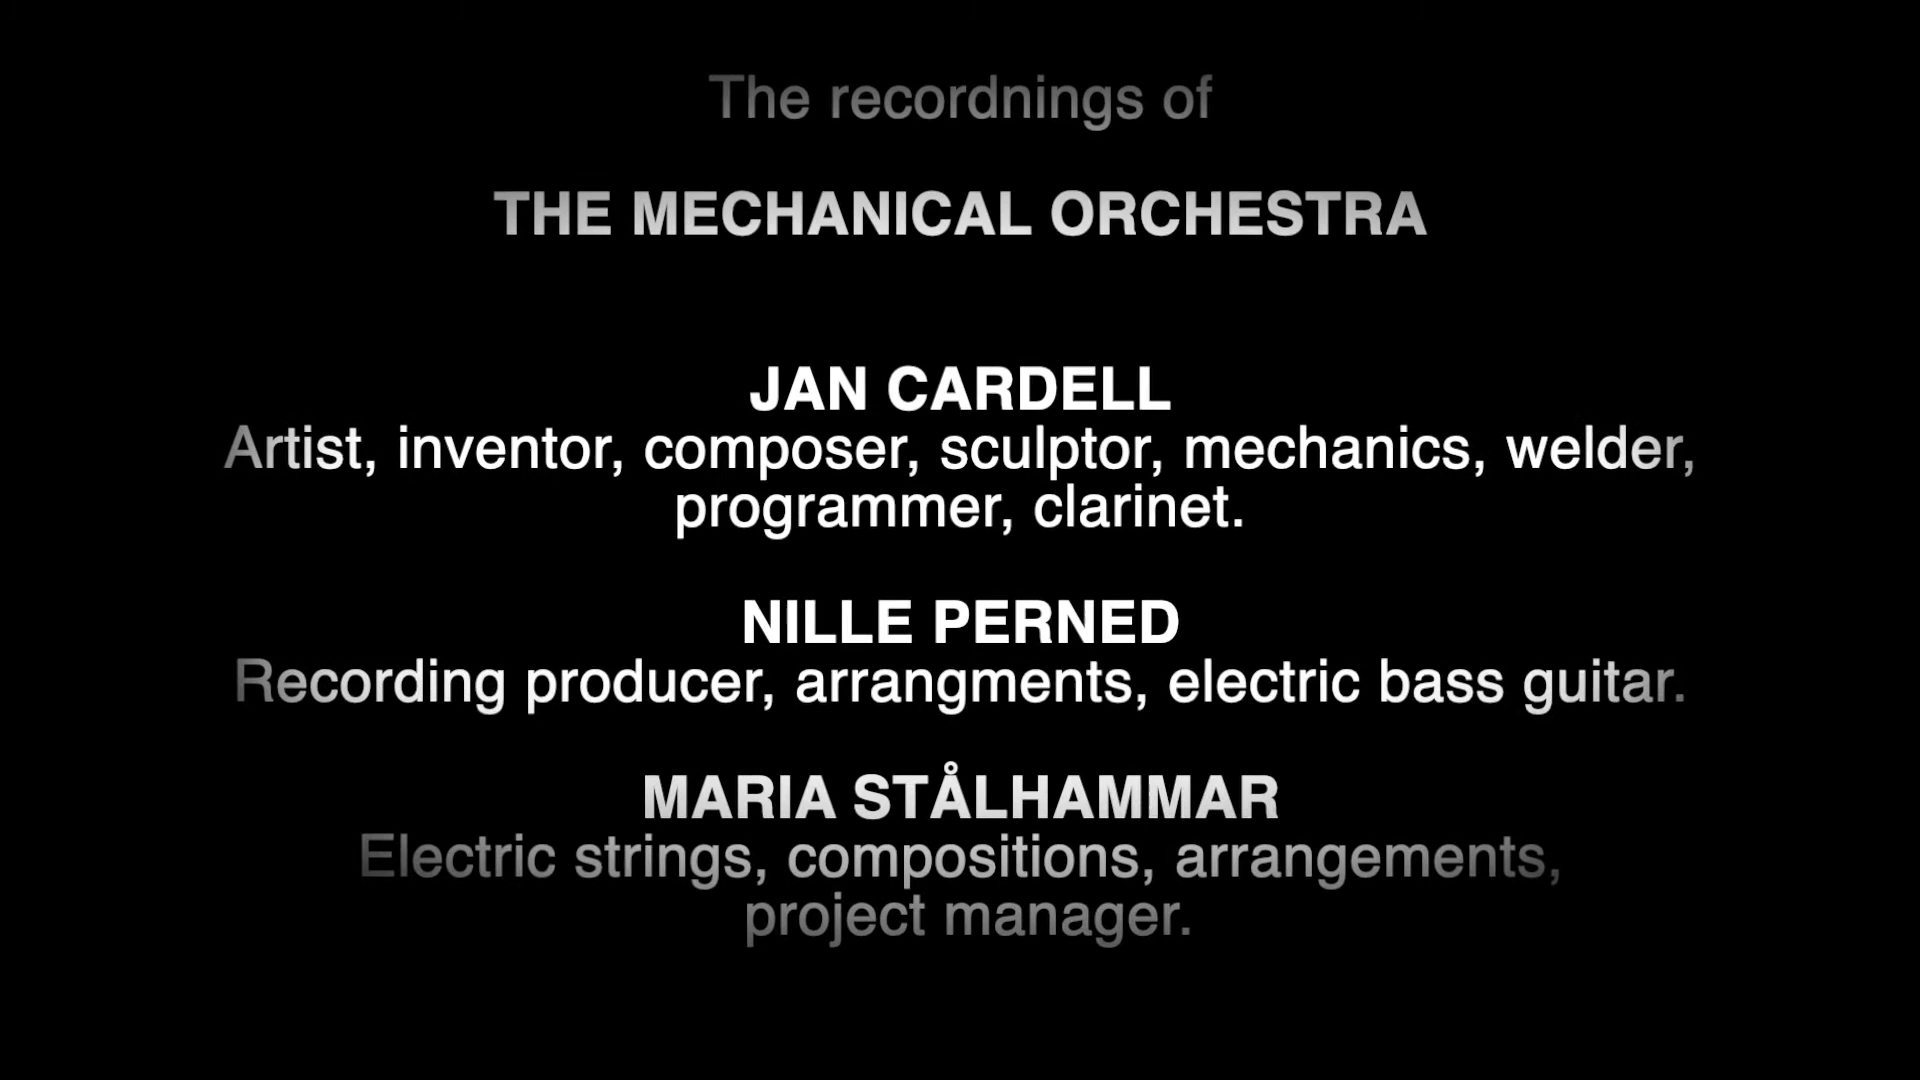 The recordnings of
THE MECHANICAL ORCHESTRA
JAN CARDELL
Artist, inventor, composer, sculptor, mechanics, welder,
programmer, clarinet.
NILLE PERNED
Recording producer, arrangments, electric bass guitar.
MARIA STÅLHAMMAR
Electric strings, compositions, arrangements,
project manager.